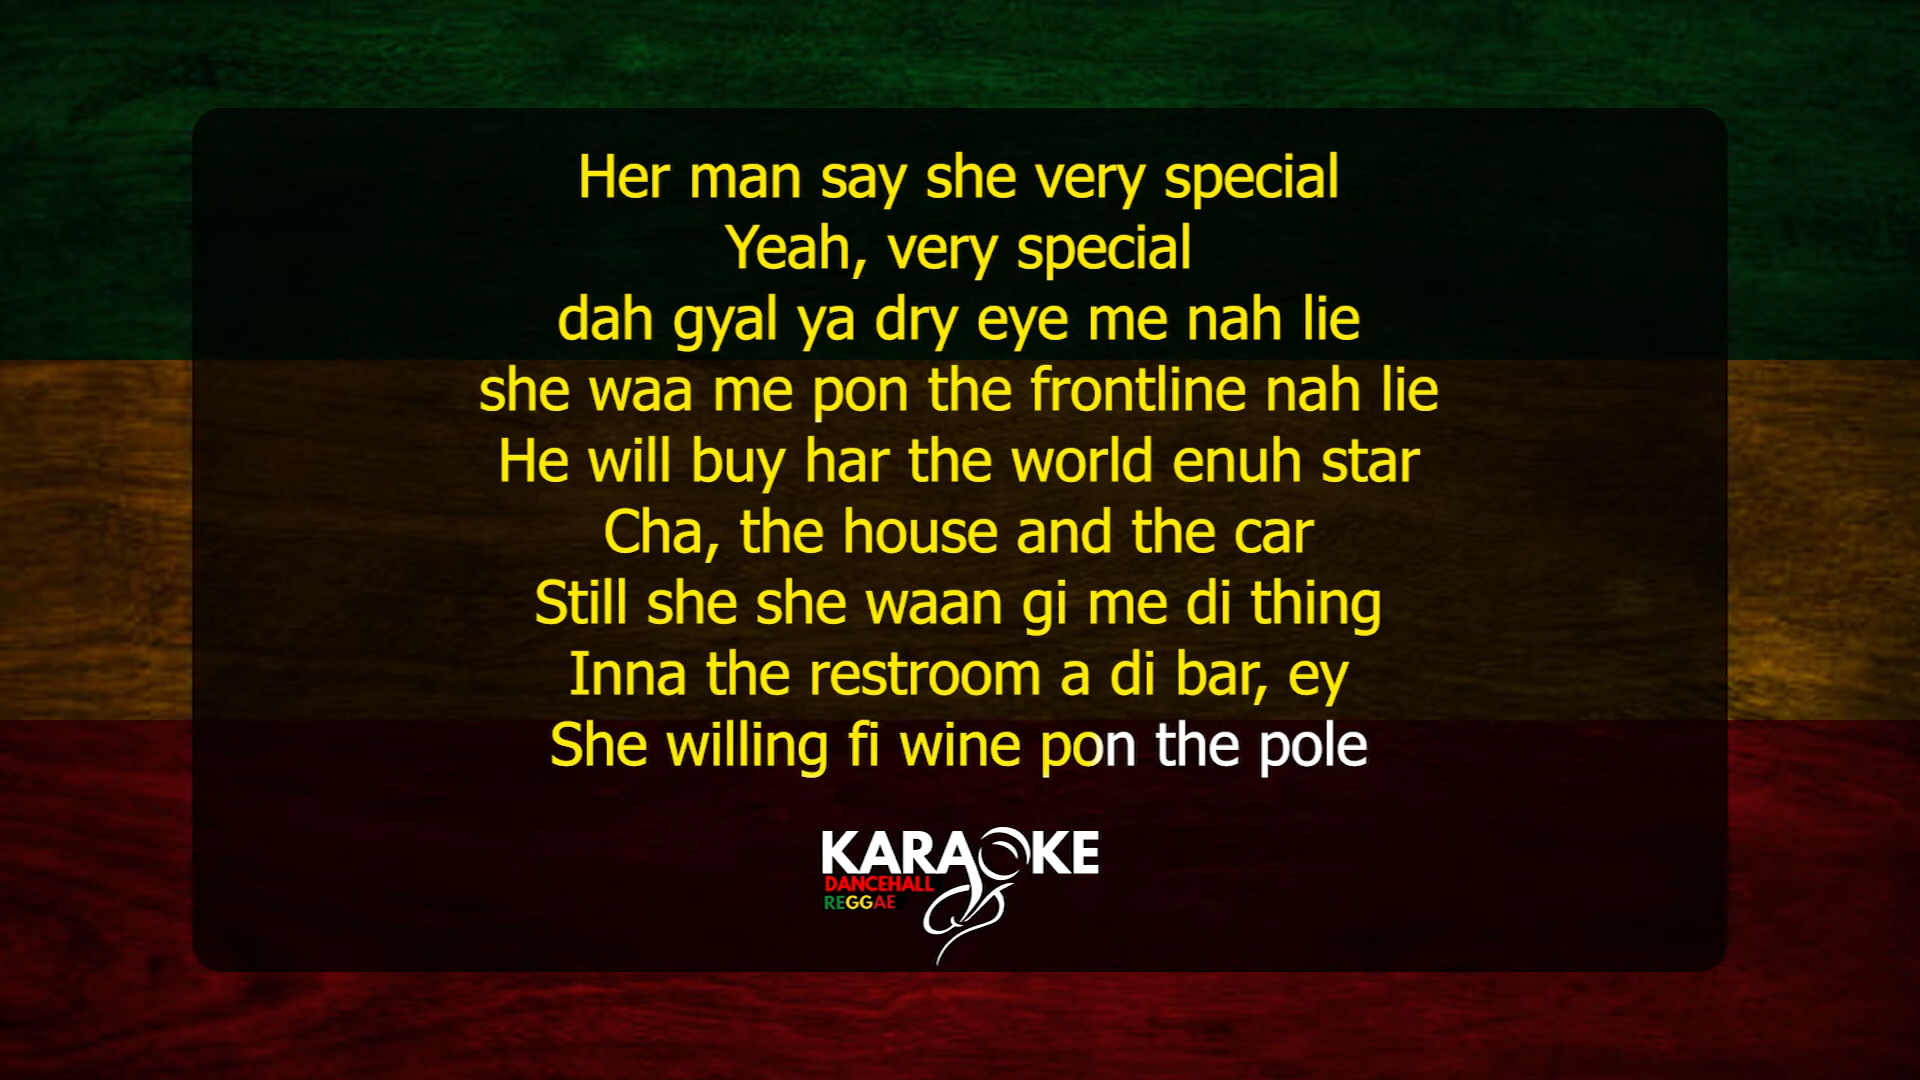 Her man say she very special
Yeah, very special
dah gyal ya dry eye me nah lie
she waa me pon the frontline nah lie
He will buy har the world enuh star
Cha, the house and the car
Still she she waan gi me di thing
Inna the restroom a di bar, ey
She willing fi wine pon the pole
KARAOKE
DANCEHALL
REGGAE